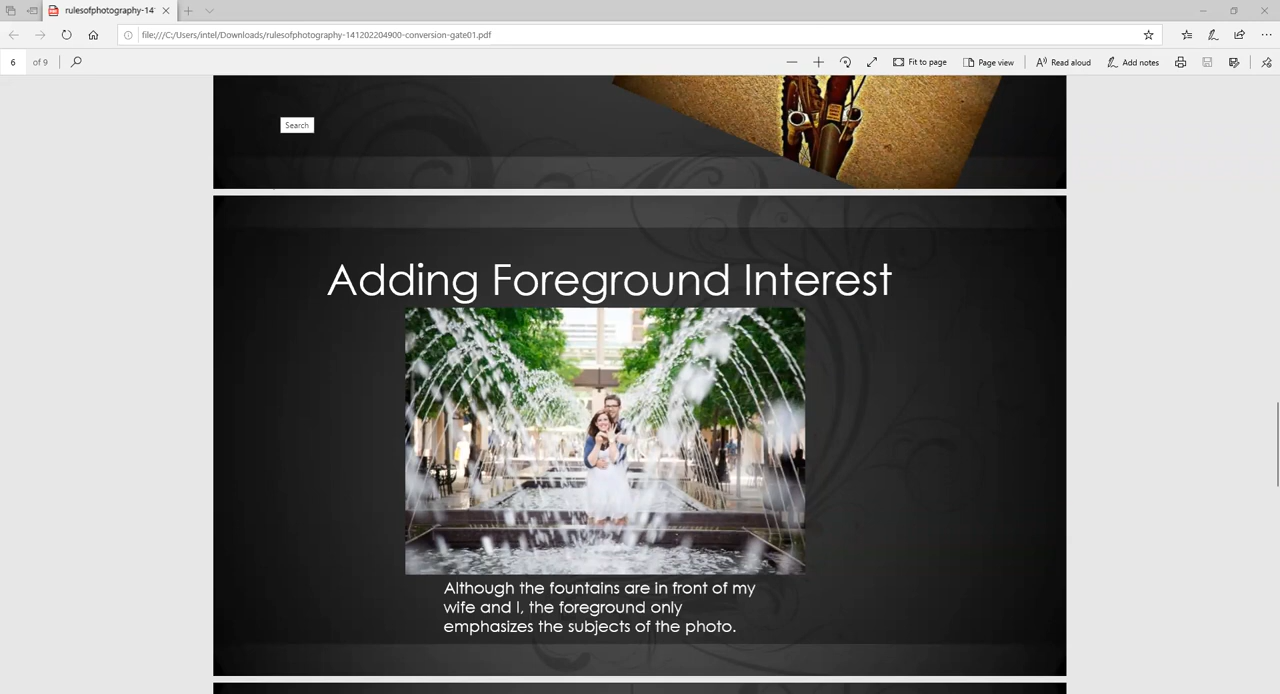 rulesofphotography-14
file:///C:/Users/intel/Downloads/rulesofphotography-141202204900-conversion-gate01.pdf
6 of 9
Fit to page
Page view
Read aloud
Add notes
Search
Adding Foreground Interest
Although the fountains are in front of my
wife and I, the foreground only
emphasizes the subjects of the photo.